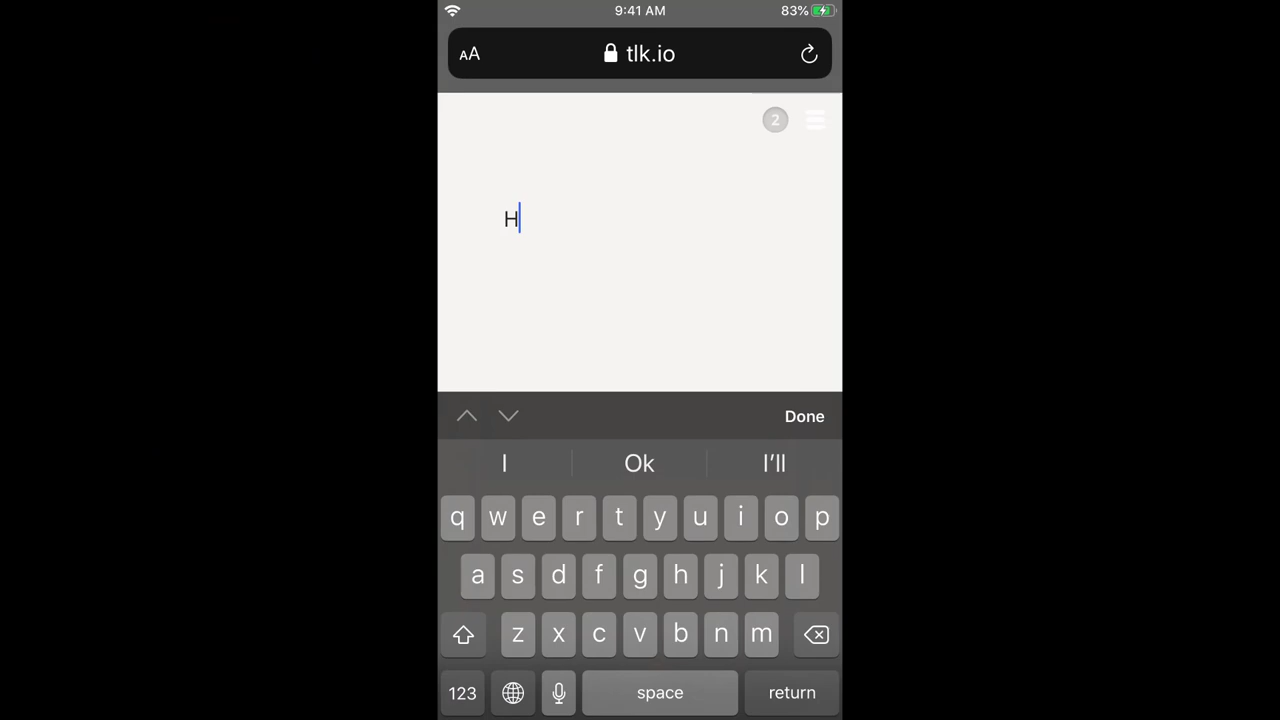 9:41 AM
83%
AA
tlk.io
2
H
Done
I
Ok
I’ll
q w e r t y u i o p
a s d f g h j k l
z x c v b n m
123
space
return